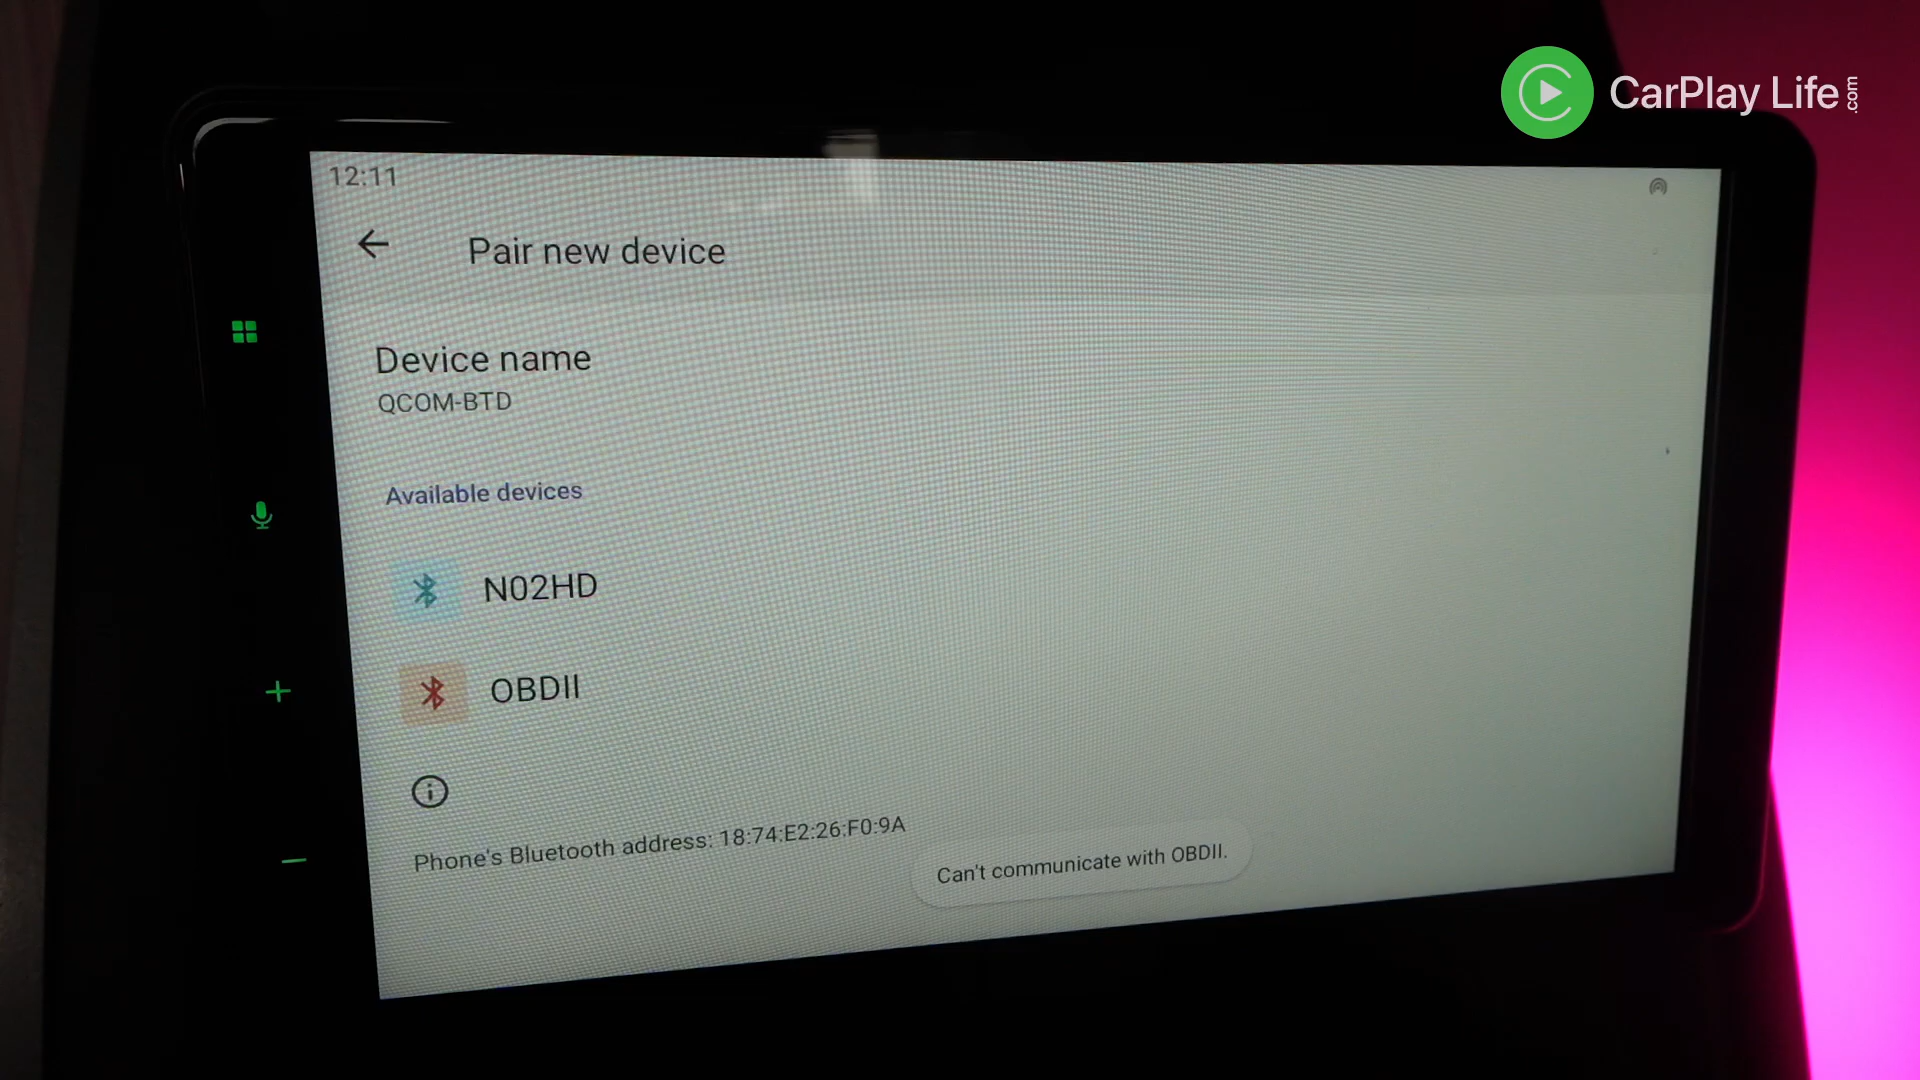 CarPlay Life.com
12:11
Pair new device
Device name
QCOM-BTD
Available devices
N02HD
OBDII
Phone's Bluetooth address: 18:74:E2:26:F0:9A
Can't communicate with OBDII.